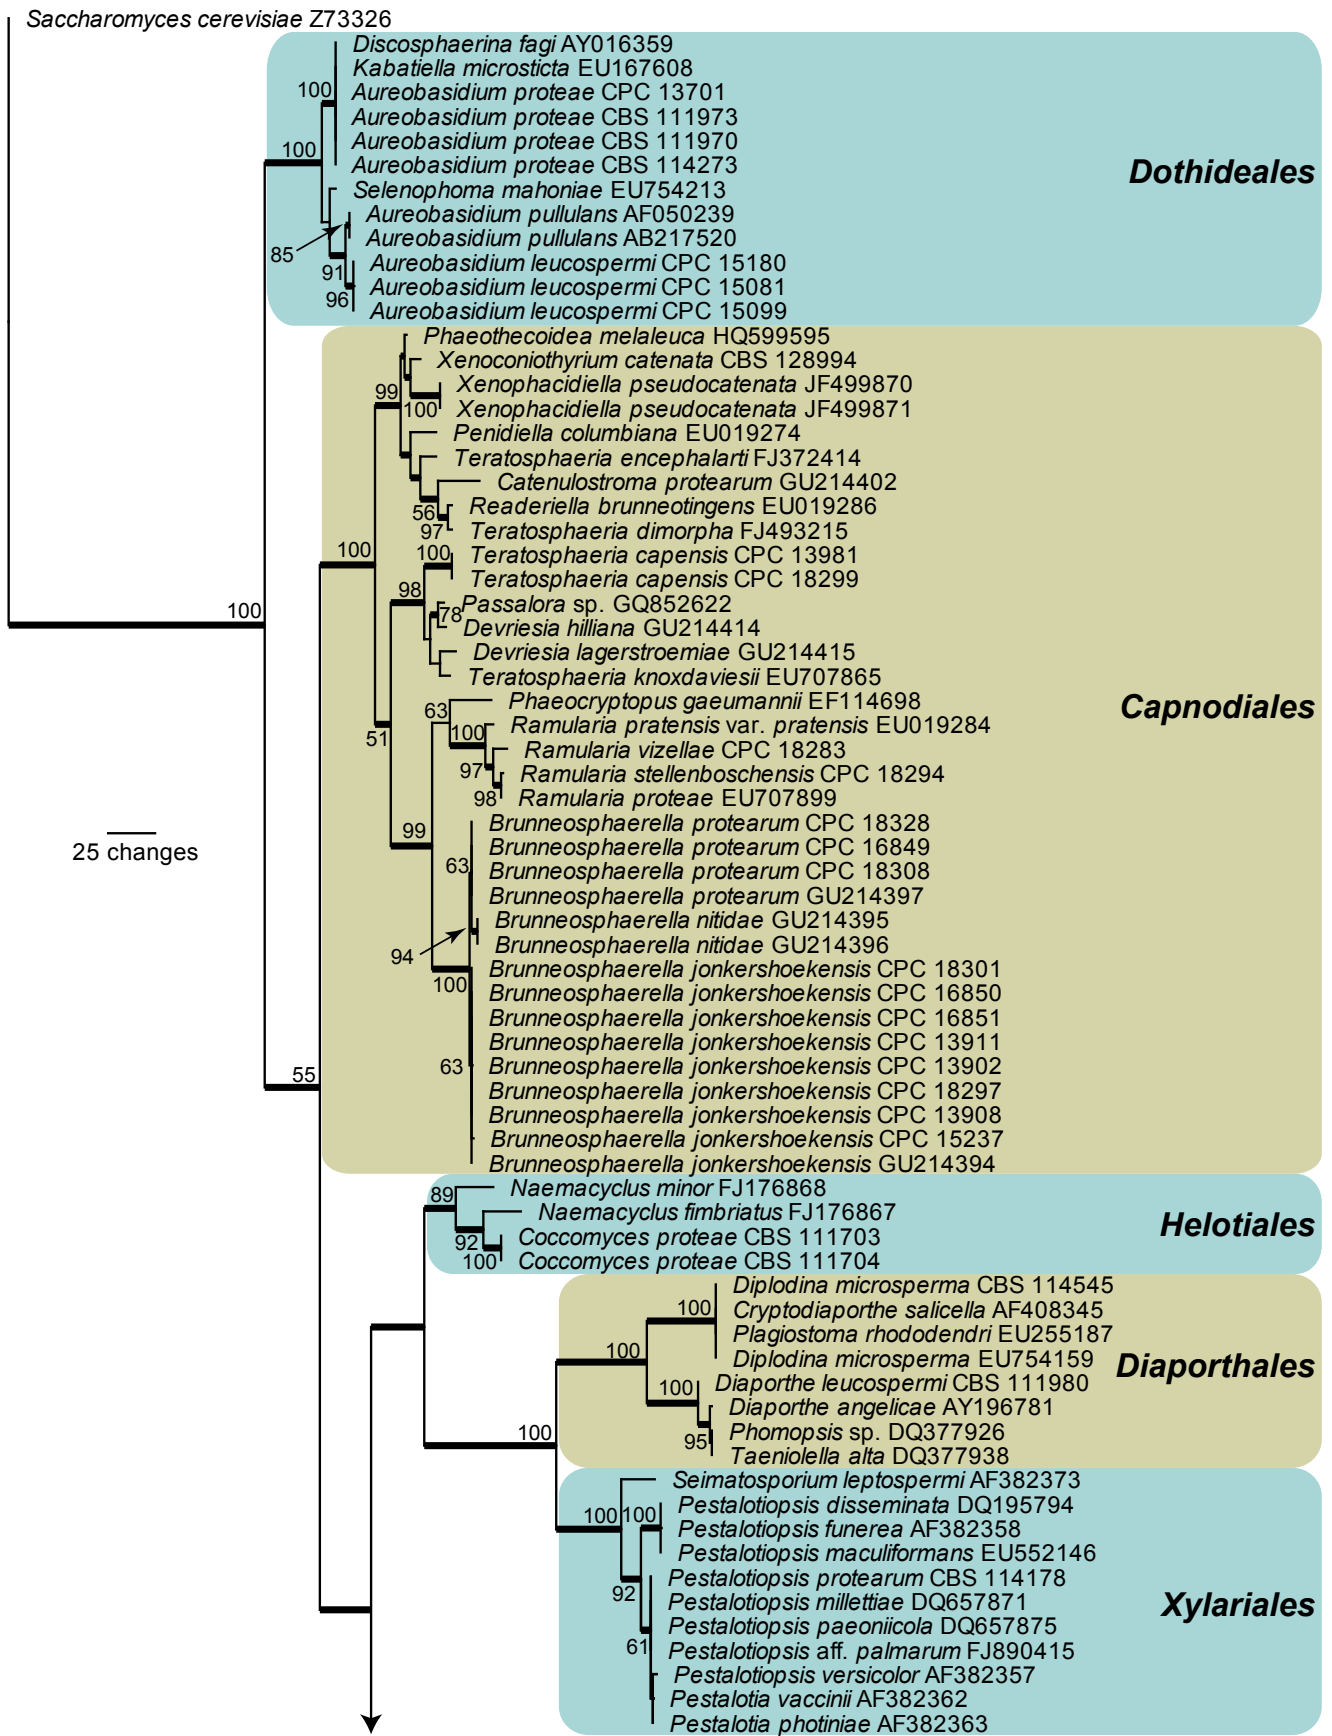 Saccharomyces cerevisiae Z73326
Discosphaerina fagi AY016359
Kabatiella microsticta EU167608
100
Aureobasidium proteae CPC 13701
Aureobasidium proteae CBS 111973
Aureobasidium proteae CBS 111970
100
Aureobasidium proteae CBS 114273
Dothideales
Selenophoma mahoniae EU754213
Aureobasidium pullulans AF050239
Aureobasidium pullulans AB217520
85
Aureobasidium leucospermi CPC 15180
91
Aureobasidium leucospermi CPC 15081
96
Aureobasidium leucospermi CPC 15099
Phaeothecoidea melaleuca HQ599595
Xenoconiothyrium catenata CBS 128994
Xenophacidiella pseudocatenata JF499870
99
100
Xenophacidiella pseudocatenata JF499871
Penidiella columbiana EU019274
Teratosphaeria encephalarti FJ372414
Catenulostroma protearum GU214402
56
Readeriella brunneotingens EU019286
97
Teratosphaeria dimorpha FJ493215
100
100
Teratosphaeria capensis CPC 13981
Teratosphaeria capensis CPC 18299
98
78
Passalora sp. GQ852622
100
Devriesia hilliana GU214414
Devriesia lagerstroemiae GU214415
Teratosphaeria knoxdaviesii EU707865
Phaeocryptopus gaeumannii EF114698
Capnodiales
63
Ramularia pratensis var. pratensis EU019284
51
100
Ramularia vizellae CPC 18283
97
Ramularia stellenboschensis CPC 18294
98
Ramularia proteae EU707899
Brunneosphaerella protearum CPC 18328
99
Brunneosphaerella protearum CPC 16849
25 changes
63
Brunneosphaerella protearum CPC 18308
Brunneosphaerella protearum GU214397
Brunneosphaerella nitidae GU214395
Brunneosphaerella nitidae GU214396
94
Brunneosphaerella jonkershoekensis CPC 18301
100
Brunneosphaerella jonkershoekensis CPC 16850
Brunneosphaerella jonkershoekensis CPC 16851
Brunneosphaerella jonkershoekensis CPC 13911
63
Brunneosphaerella jonkershoekensis CPC 13902
55
Brunneosphaerella jonkershoekensis CPC 18297
Brunneosphaerella jonkershoekensis CPC 13908
Brunneosphaerella jonkershoekensis CPC 15237
Brunneosphaerella jonkershoekensis GU214394
89
Naemacyclus minor FJ176868
Naemacyclus fimbriatus FJ176867
Helotiales
92
Coccomyces proteae CBS 111703
100
Coccomyces proteae CBS 111704
Diplodina microsperma CBS 114545
100
Cryptodiaporthe salicella AF408345
Plagiostoma rhododendri EU255187
100
Diplodina microsperma EU754159
Diaporthales
100
Diaporthe leucospermi CBS 111980
Diaporthe angelicae AY196781
100
95
Phomopsis sp. DQ377926
Taeniolella alta DQ377938
Seimatosporium leptospermi AF382373
100
100
Pestalotiopsis disseminata DQ195794
Pestalotiopsis funerea AF382358
Pestalotiopsis maculiformans EU552146
92
Pestalotiopsis protearum CBS 114178
Pestalotiopsis millettiae DQ657871
Xylariales
Pestalotiopsis paeoniicola DQ657875
61
Pestalotiopsis aff. palmarum FJ890415
Pestalotiopsis versicolor AF382357
Pestalotia vaccinii AF382362
Pestalotia photiniae AF382363